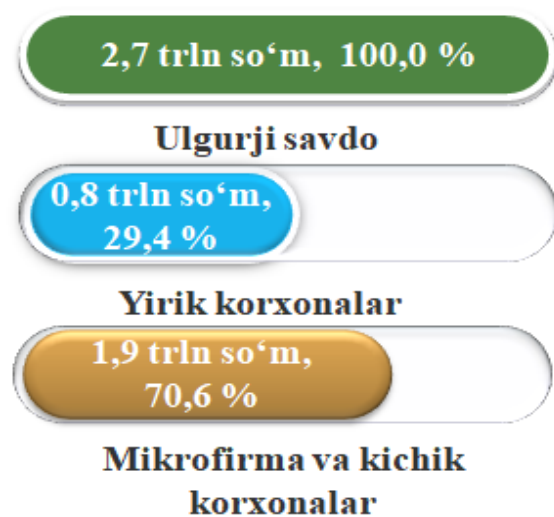 2,7 trln so‘m, 100,0 %
Ulgurji savdo
0,8 trln so‘m,
29,4 %
Yirik korxonalar
1,9 trln so‘m,
70,6 %
Mikrofirma va kichik
korxonalar